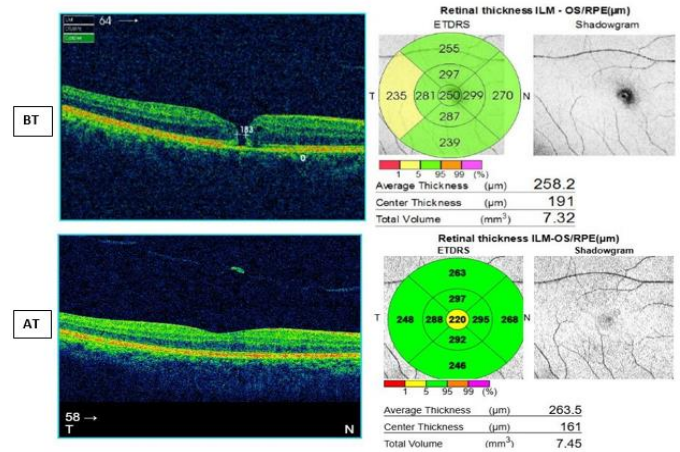 BT
64 →
183
0
Retinal thickness ILM - OS/RPE(µm)
ETDRS
Shadowgram
255
297
T 235 281 250 299 270 N
287
239
1 5 95 99 (%)
Average Thickness (µm) 258.2
Center Thickness (µm) 191
Total Volume (mm³) 7.32
AT
58 →
T N
Retinal thickness ILM-OS/RPE(µm)
ETDRS
Shadowgram
263
297
T 248 288 220 295 268 N
292
246
1 5 95 99 (%)
Average Thickness (µm) 263.5
Center Thickness (µm) 161
Total Volume (mm³) 7.45